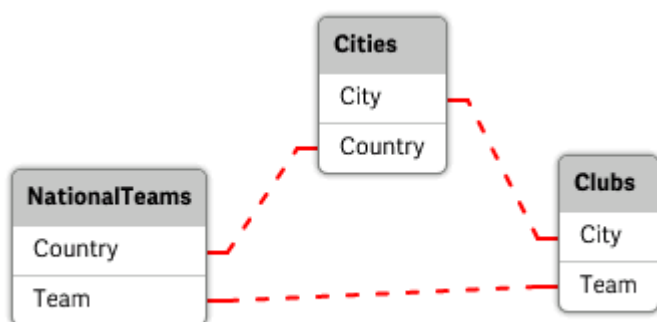 Cities
City
Country
NationalTeams
Country
Team
Clubs
City
Team